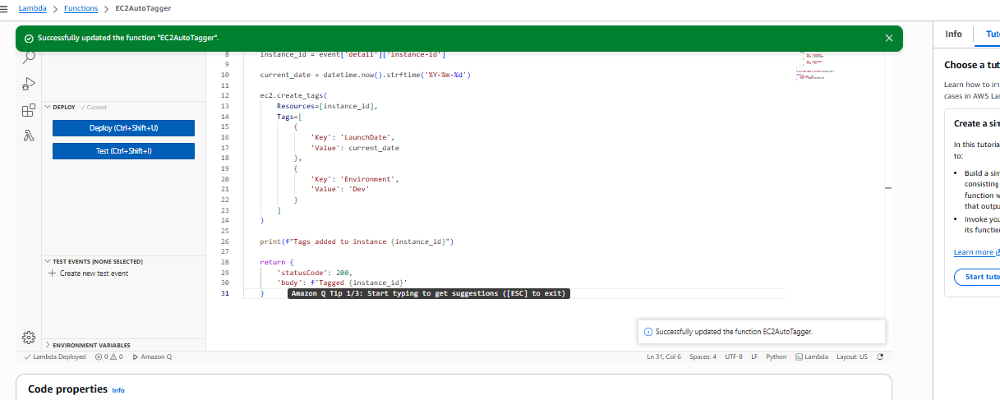 Lambda > Functions > EC2AutoTagger
Successfully updated the function "EC2AutoTagger".
DEPLOY ✓ Current
Deploy (Ctrl+Shift+U)
Test (Ctrl+Shift+I)
TEST EVENTS [NONE SELECTED]
+ Create new test event
ENVIRONMENT VARIABLES
8 instance_id = event['detail']['instance-id']
9
10 current_date = datetime.now().strftime('%Y-%m-%d')
11
12 ec2.create_tags(
13 Resources=[instance_id],
14 Tags=[
15 {
16 'Key': 'LaunchDate',
17 'Value': current_date
18 },
19 {
20 'Key': 'Environment',
21 'Value': 'Dev'
22 }
23 ]
24 )
25
26 print(f"Tags added to instance {instance_id}")
27
28 return {
29 'statusCode': 200,
30 'body': f'Tagged {instance_id}'
31 } Amazon Q Tip 1/3: Start typing to get suggestions ([ESC] to exit)
Successfully updated the function EC2AutoTagger.
Lambda Deployed 0 0 Amazon Q
Ln 31, Col 6 Spaces: 4 UTF-8 LF Python Lambda Layout: US
Code properties Info
Info Tut
Choose a tut
Learn how to im
cases in AWS La
Create a sim
In this tutoria
to:
• Build a sim
consisting
function w
that outpu
• Invoke you
its function
Learn more
Start tuto